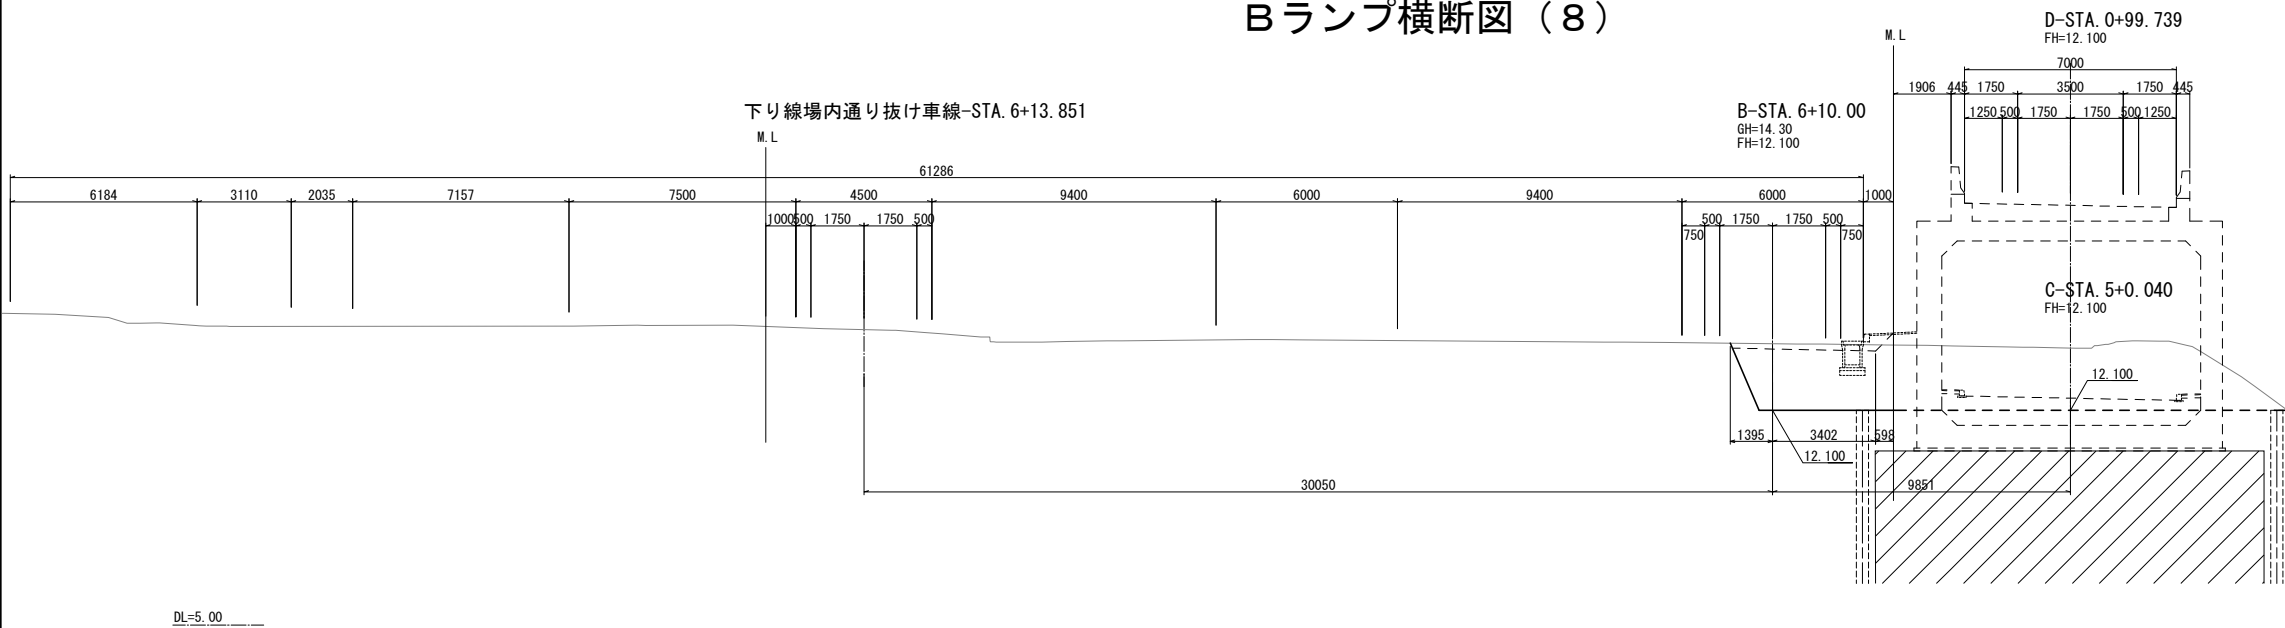 Bランプ横断図（8）
D-STA.0+99.739
FH=12.100
M.L
7000
1906 445 1750 3500 1750 445
1250 500 1750 1750 500 1250
下り線場内通り抜け車線-STA.6+13.851
M.L
B-STA.6+10.00
GH=14.30
FH=12.100
61286
6184 3110 2035 7157 7500 4500 9400 6000 9400 6000 1000
1000 500 1750 1750 500 500 1750 1750 500
750 750
C-STA.5+0.040
FH=12.100
12.100
1395 3402 598
12.100
30050 9851
DL=5.00